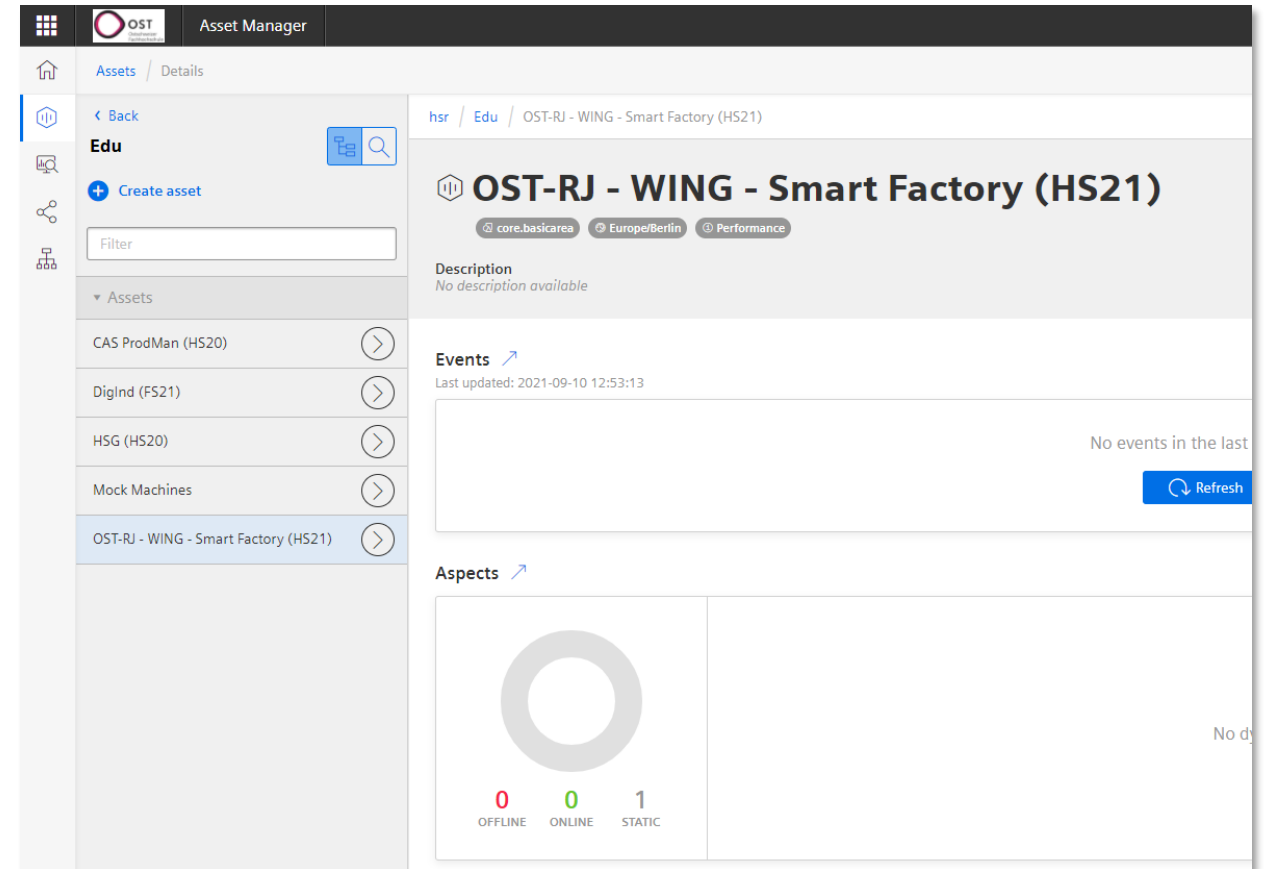 OST
Asset Manager
Assets / Details
Back
Edu
Create asset
Filter
Assets
CAS ProdMan (HS20)
DigInd (FS21)
HSG (HS20)
Mock Machines
OST-RJ - WING - Smart Factory (HS21)
hsr / Edu / OST-RJ - WING - Smart Factory (HS21)
OST-RJ - WING - Smart Factory (HS21)
core.basicarea Europe/Berlin Performance
Description
No description available
Events
Last updated: 2021-09-10 12:53:13
No events in the last
Refresh
Aspects
No
0 0 1
OFFLINE ONLINE STATIC